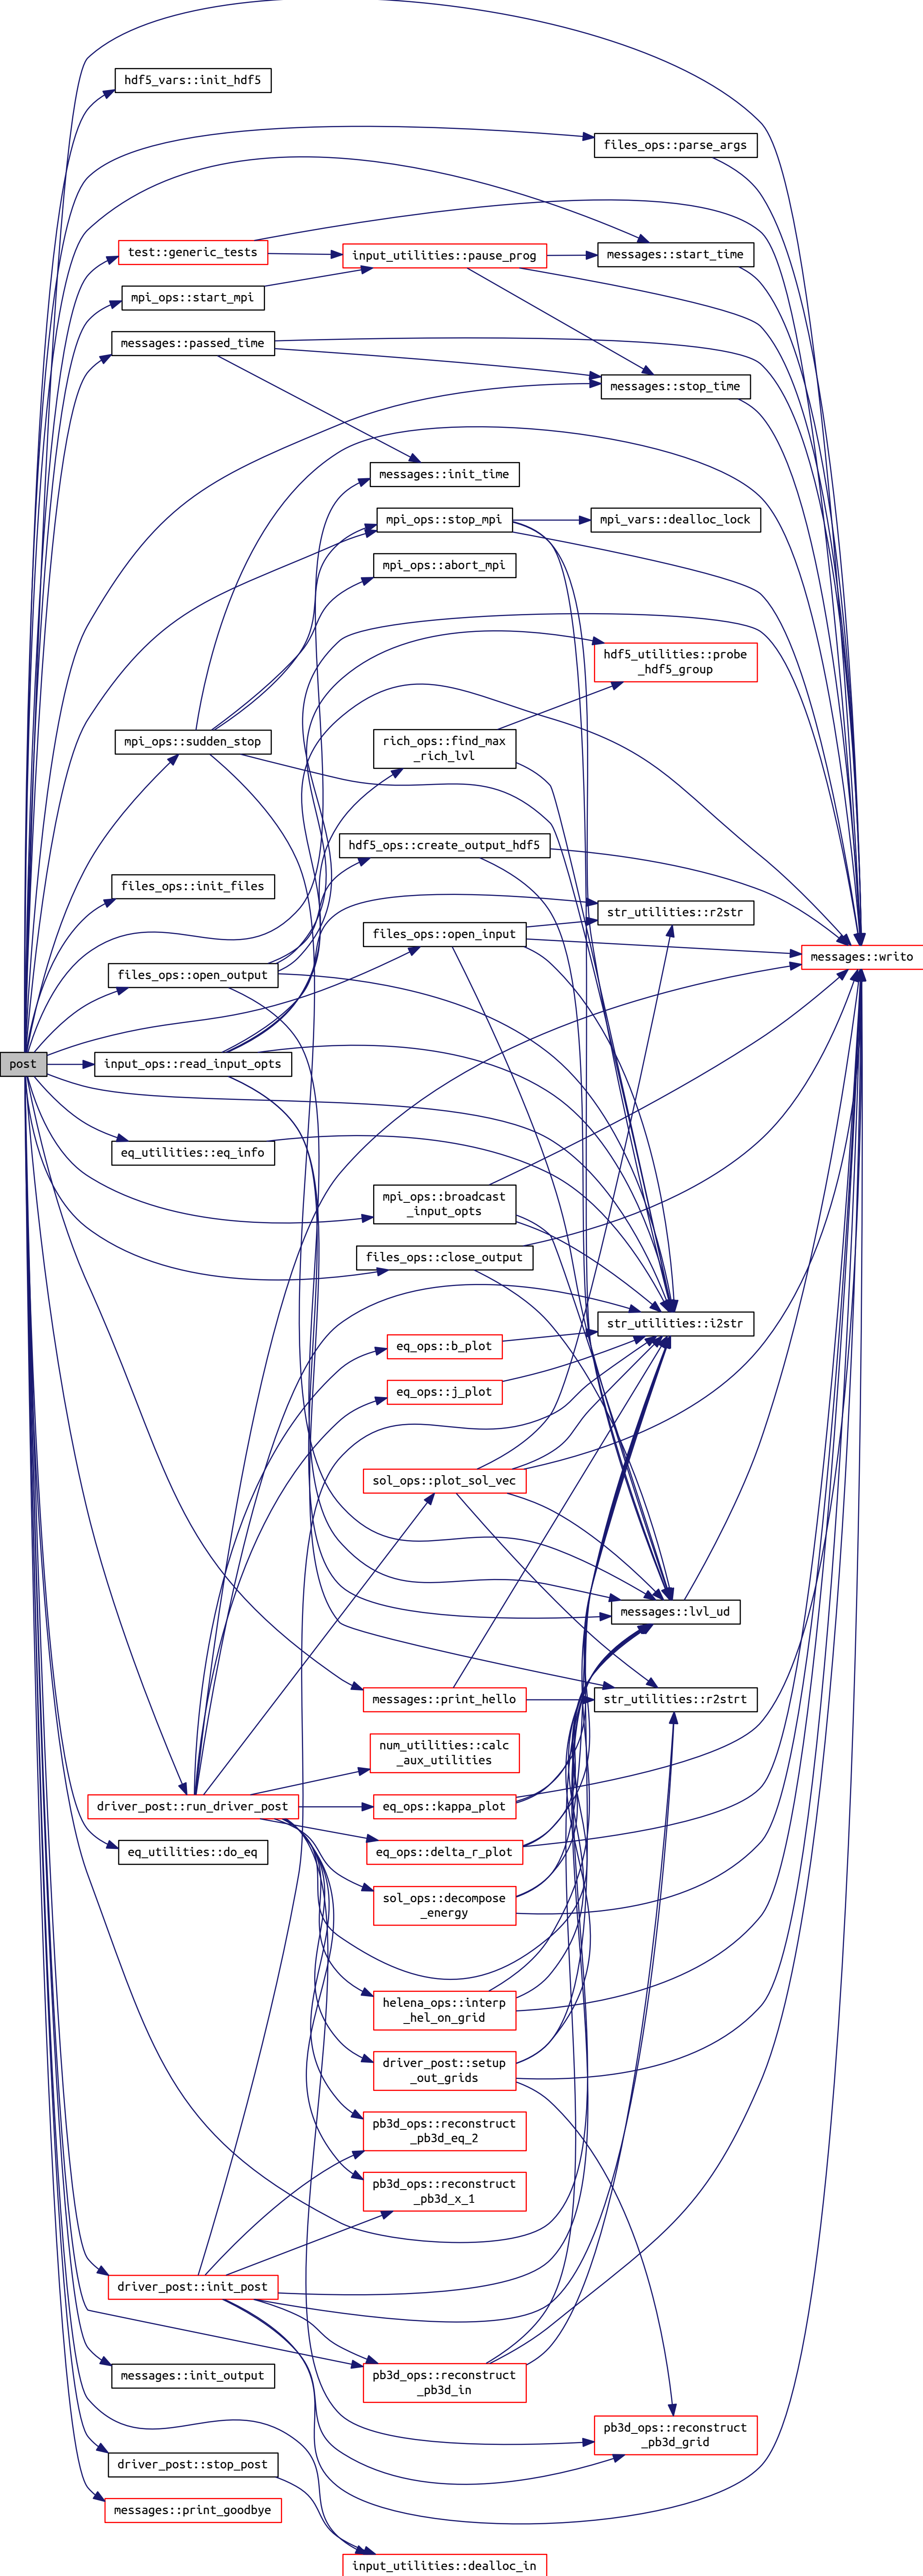 hdf5_vars::init_hdf5
files_ops::parse_args
test::generic_tests
input_utilities::pause_prog
messages::start_time
mpi_ops::start_mpi
messages::passed_time
messages::stop_time
messages::init_time
mpi_ops::stop_mpi
mpi_vars::dealloc_lock
mpi_ops::abort_mpi
hdf5_utilities::probe
_hdf5_group
mpi_ops::sudden_stop
rich_ops::find_max
_rich_lvl
hdf5_ops::create_output_hdf5
files_ops::init_files
str_utilities::r2str
files_ops::open_input
messages::writo
files_ops::open_output
post
input_ops::read_input_opts
eq_utilities::eq_info
mpi_ops::broadcast
_input_opts
files_ops::close_output
str_utilities::i2str
eq_ops::b_plot
eq_ops::j_plot
sol_ops::plot_sol_vec
messages::lvl_ud
messages::print_hello
str_utilities::r2strt
num_utilities::calc
_aux_utilities
driver_post::run_driver_post
eq_ops::kappa_plot
eq_utilities::do_eq
eq_ops::delta_r_plot
sol_ops::decompose
_energy
helena_ops::interp
_hel_on_grid
driver_post::setup
_out_grids
pb3d_ops::reconstruct
_pb3d_eq_2
pb3d_ops::reconstruct
_pb3d_x_1
driver_post::init_post
messages::init_output
pb3d_ops::reconstruct
_pb3d_in
pb3d_ops::reconstruct
_pb3d_grid
driver_post::stop_post
messages::print_goodbye
input_utilities::dealloc_in